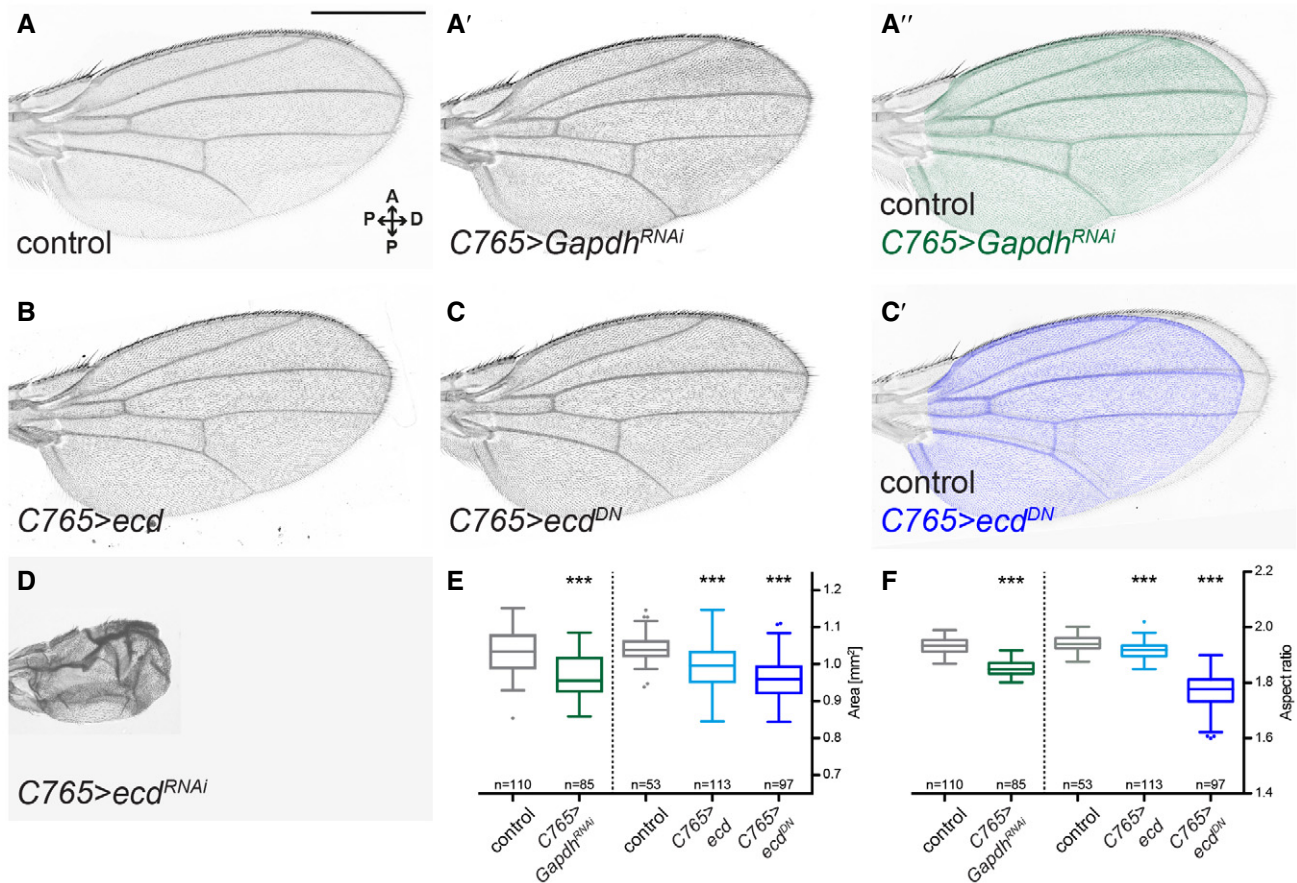 A
A
P D
P
control
A′
C765>Gapdh^RNAi
A′′
control
C765>Gapdh^RNAi
B
C765>ecd
C
C765>ecd^DN
C′
control
C765>ecd^DN
D
C765>ecd^RNAi
E
*** *** ***
1.2
1.1
1.0
0.9
0.8
0.7
Area [mm²]
n=110 n=85 n=53 n=113 n=97
control
C765>
Gapdh^RNAi
control
C765>
ecd
C765>
ecd^DN
F
*** *** ***
2.2
2.0
1.8
1.6
1.4
Aspect ratio
n=110 n=85 n=53 n=113 n=97
control
C765>
Gapdh^RNAi
control
C765>
ecd
C765>
ecd^DN